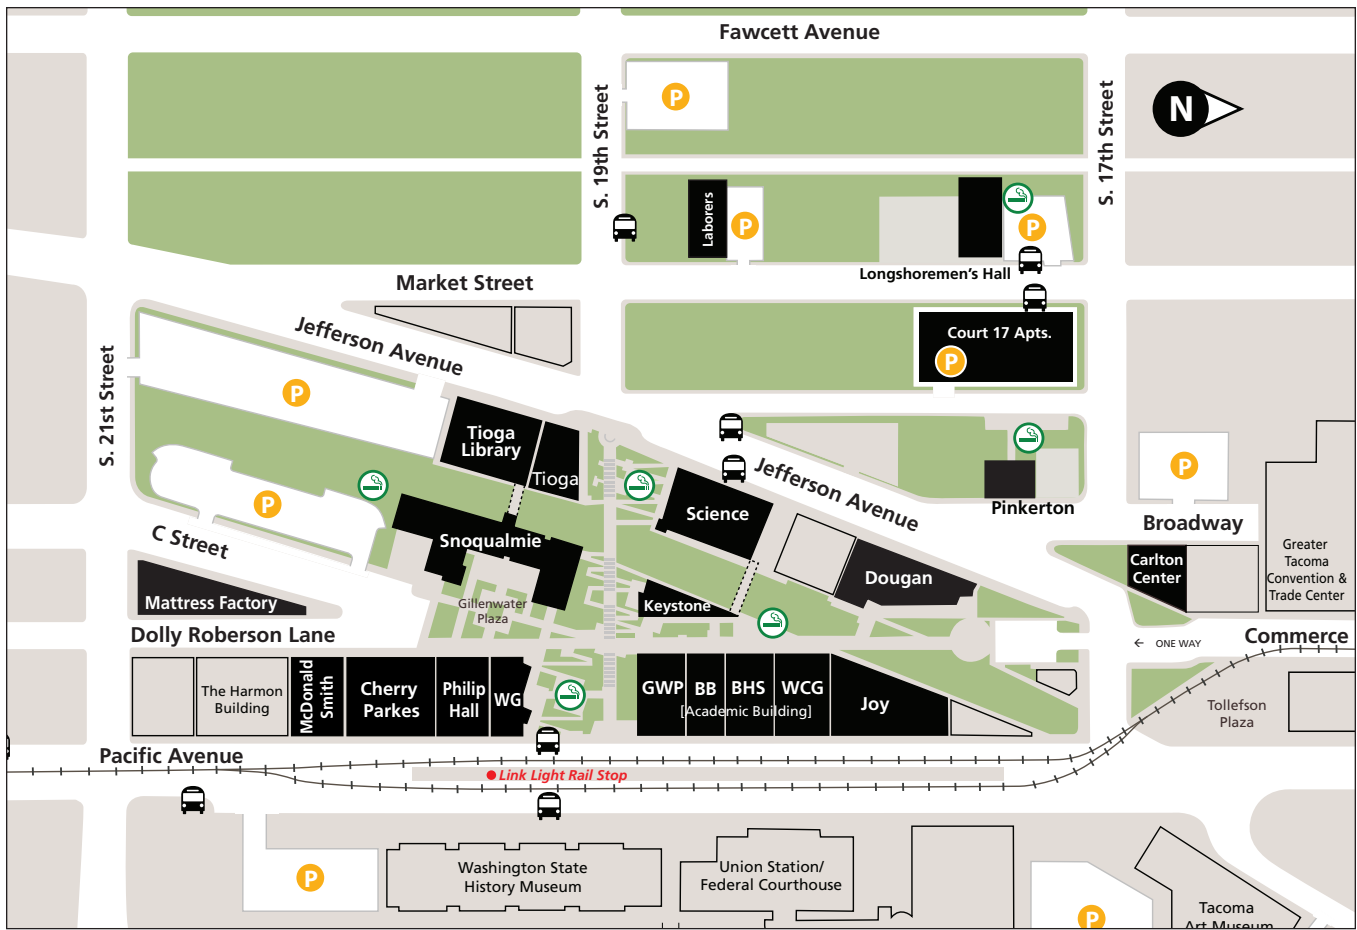 Fawcett Avenue
P
S. 19th Street
S. 17th Street
N
Laborers
P
P
Longshoremen's Hall
Market Street
Jefferson Avenue
Court 17 Apts.
P
S. 21st Street
P
Tioga
Library
Tioga
P
C Street
Snoqualmie
Science
Jefferson Avenue
Pinkerton
P
Broadway
Greater
Tacoma
Convention &
Trade Center
Carlton
Center
Mattress Factory
Gillenwater
Plaza
Keystone
Dougan
Dolly Roberson Lane
ONE WAY
Commerce
The Harmon
Building
McDonald
Smith
Cherry
Parkes
Philip
Hall
WG
GWP
BB
BHS
WCG
[Academic Building]
Joy
Tollefson
Plaza
Pacific Avenue
Link Light Rail Stop
P
Washington State
History Museum
Union Station/
Federal Courthouse
P
Tacoma
Art Museum